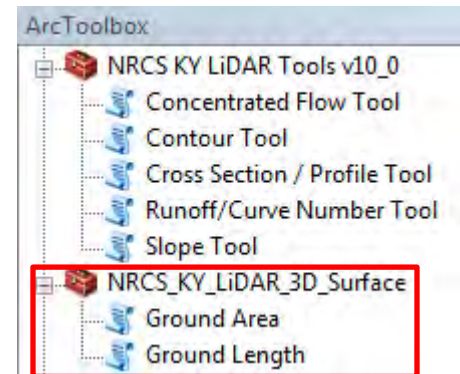 ArcToolbox
NRCS KY LiDAR Tools v10_0
Concentrated Flow Tool
Contour Tool
Cross Section / Profile Tool
Runoff/Curve Number Tool
Slope Tool
NRCS_KY_LiDAR_3D_Surface
Ground Area
Ground Length